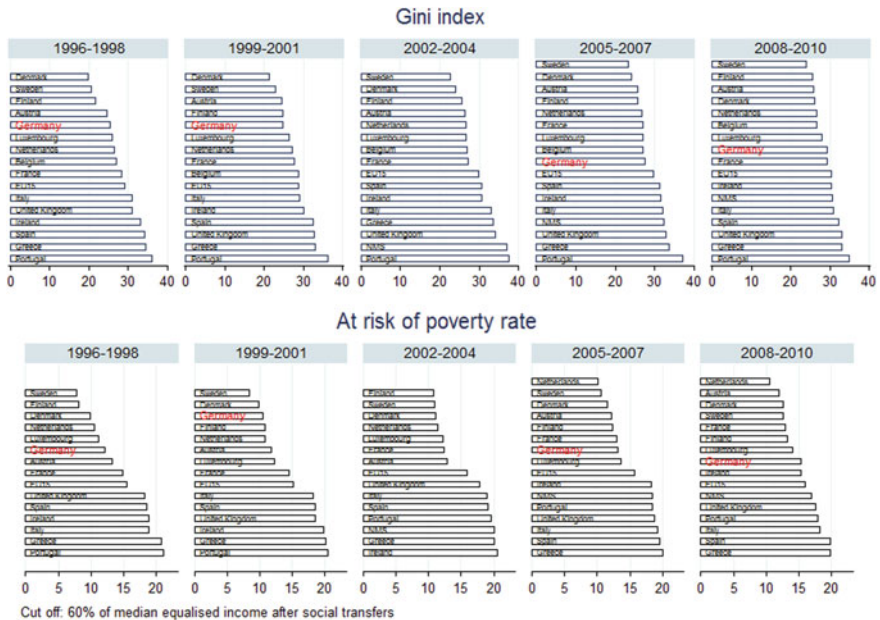 Gini index
1996-1998
Denmark
Sweden
Finland
Austria
Germany
Luxembourg
Netherlands
Belgium
France
EU15
Italy
United Kingdom
Ireland
Spain
Greece
Portugal
0 10 20 30 40
1999-2001
Denmark
Sweden
Austria
Finland
Germany
Luxembourg
Netherlands
France
Belgium
EU15
Italy
Ireland
Spain
United Kingdom
Greece
Portugal
0 10 20 30 40
2002-2004
Sweden
Denmark
Finland
Austria
Netherlands
Luxembourg
Belgium
France
EU15
Spain
Ireland
Italy
Greece
United Kingdom
NMS
Portugal
0 10 20 30 40
2005-2007
Sweden
Denmark
Austria
Finland
Netherlands
France
Luxembourg
Belgium
Germany
EU15
Spain
Ireland
Italy
NMS
United Kingdom
Greece
Portugal
0 10 20 30 40
2008-2010
Sweden
Finland
Austria
Denmark
Netherlands
Belgium
Luxembourg
Germany
France
EU15
Ireland
NMS
Italy
Spain
United Kingdom
Greece
Portugal
0 10 20 30 40
At risk of poverty rate
1996-1998
Sweden
Finland
Denmark
Netherlands
Luxembourg
Germany
Austria
France
EU15
United Kingdom
Spain
Ireland
Italy
Greece
Portugal
0 5 10 15 20
1999-2001
Sweden
Denmark
Germany
Finland
Netherlands
Austria
Luxembourg
France
EU15
Italy
Spain
United Kingdom
Ireland
Greece
Portugal
0 5 10 15 20
2002-2004
Finland
Sweden
Denmark
Netherlands
Luxembourg
France
Austria
EU15
United Kingdom
Italy
Spain
Portugal
NMS
Greece
Ireland
0 5 10 15 20
2005-2007
Netherlands
Sweden
Denmark
Austria
Finland
France
Germany
Luxembourg
EU15
Ireland
NMS
Portugal
United Kingdom
Italy
Spain
Greece
0 5 10 15 20
2008-2010
Netherlands
Austria
Denmark
Sweden
France
Finland
Luxembourg
Germany
Ireland
EU15
NMS
United Kingdom
Portugal
Italy
Spain
Greece
0 5 10 15 20
Cut off: 60% of median equalised income after social transfers